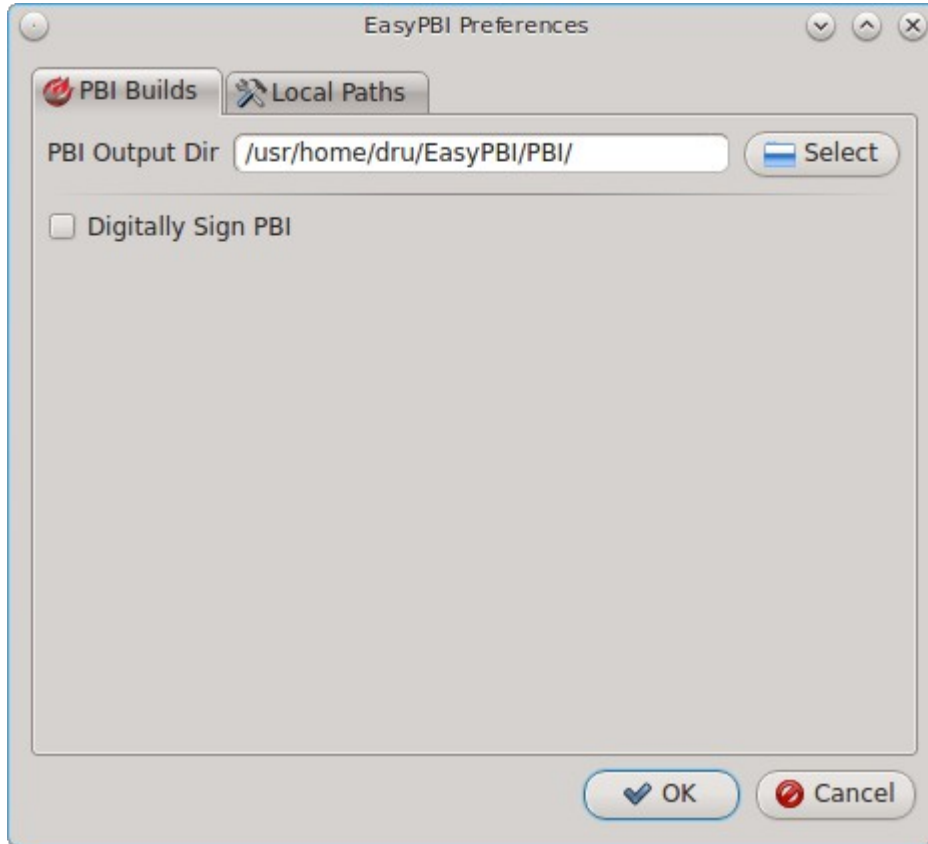 EasyPBI Preferences
PBI Builds Local Paths
PBI Output Dir /usr/home/dru/EasyPBI/PBI/ Select
Digitally Sign PBI
OK Cancel